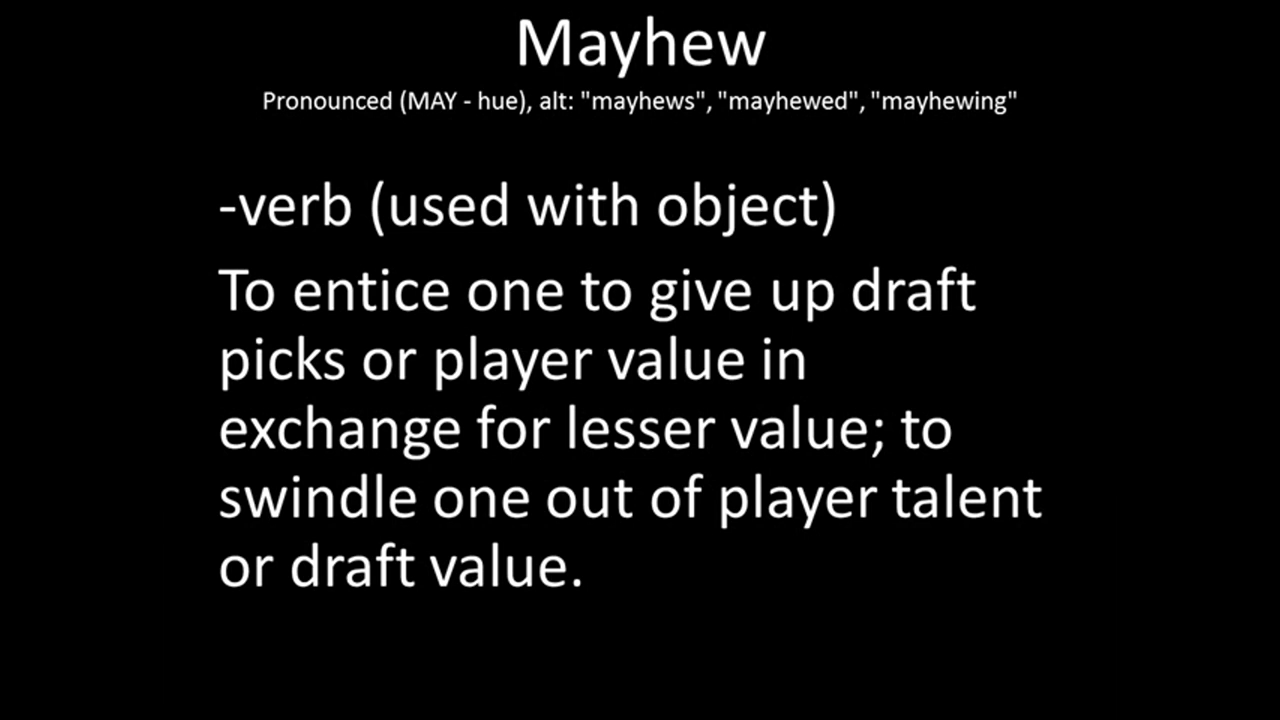 Mayhew
Pronounced (MAY - hue), alt: "mayhews", "mayhewed", "mayhewing"
-verb (used with object)
To entice one to give up draft
picks or player value in
exchange for lesser value; to
swindle one out of player talent
or draft value.